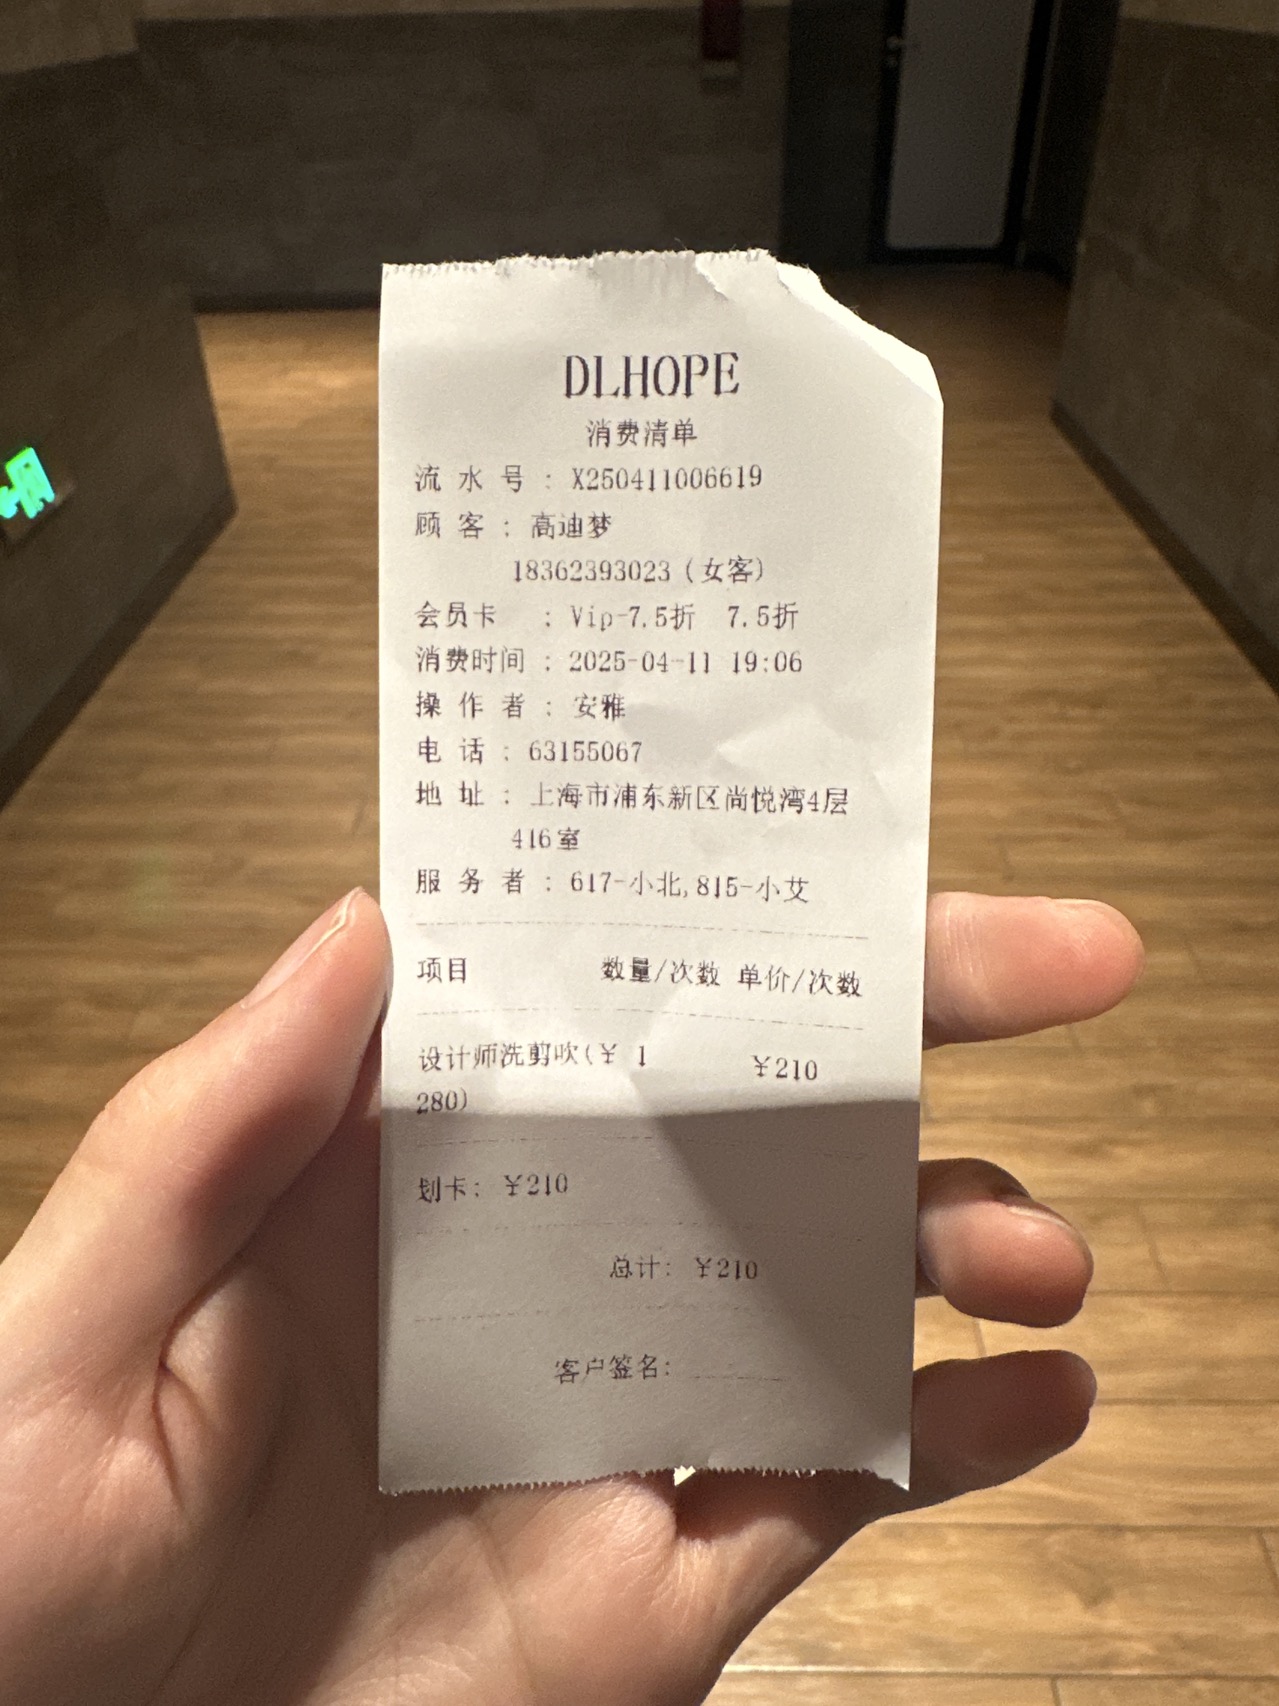 DLHOPE
消费清单
流 水 号 : X250411006619
顾 客 : 高迪梦
18362393023 (女客)
会员卡 : Vip-7.5折 7.5折
消费时间 : 2025-04-11 19:06
操 作 者 : 安雅
电 话 : 63155067
地 址 : 上海市浦东新区尚悦湾4层
416室
服 务 者 : 617-小北,815-小艾
项目 数量/次数 单价/次数
设计师洗剪吹(¥ 1 ¥210
280)
划卡: ¥210
总计: ¥210
客户签名: